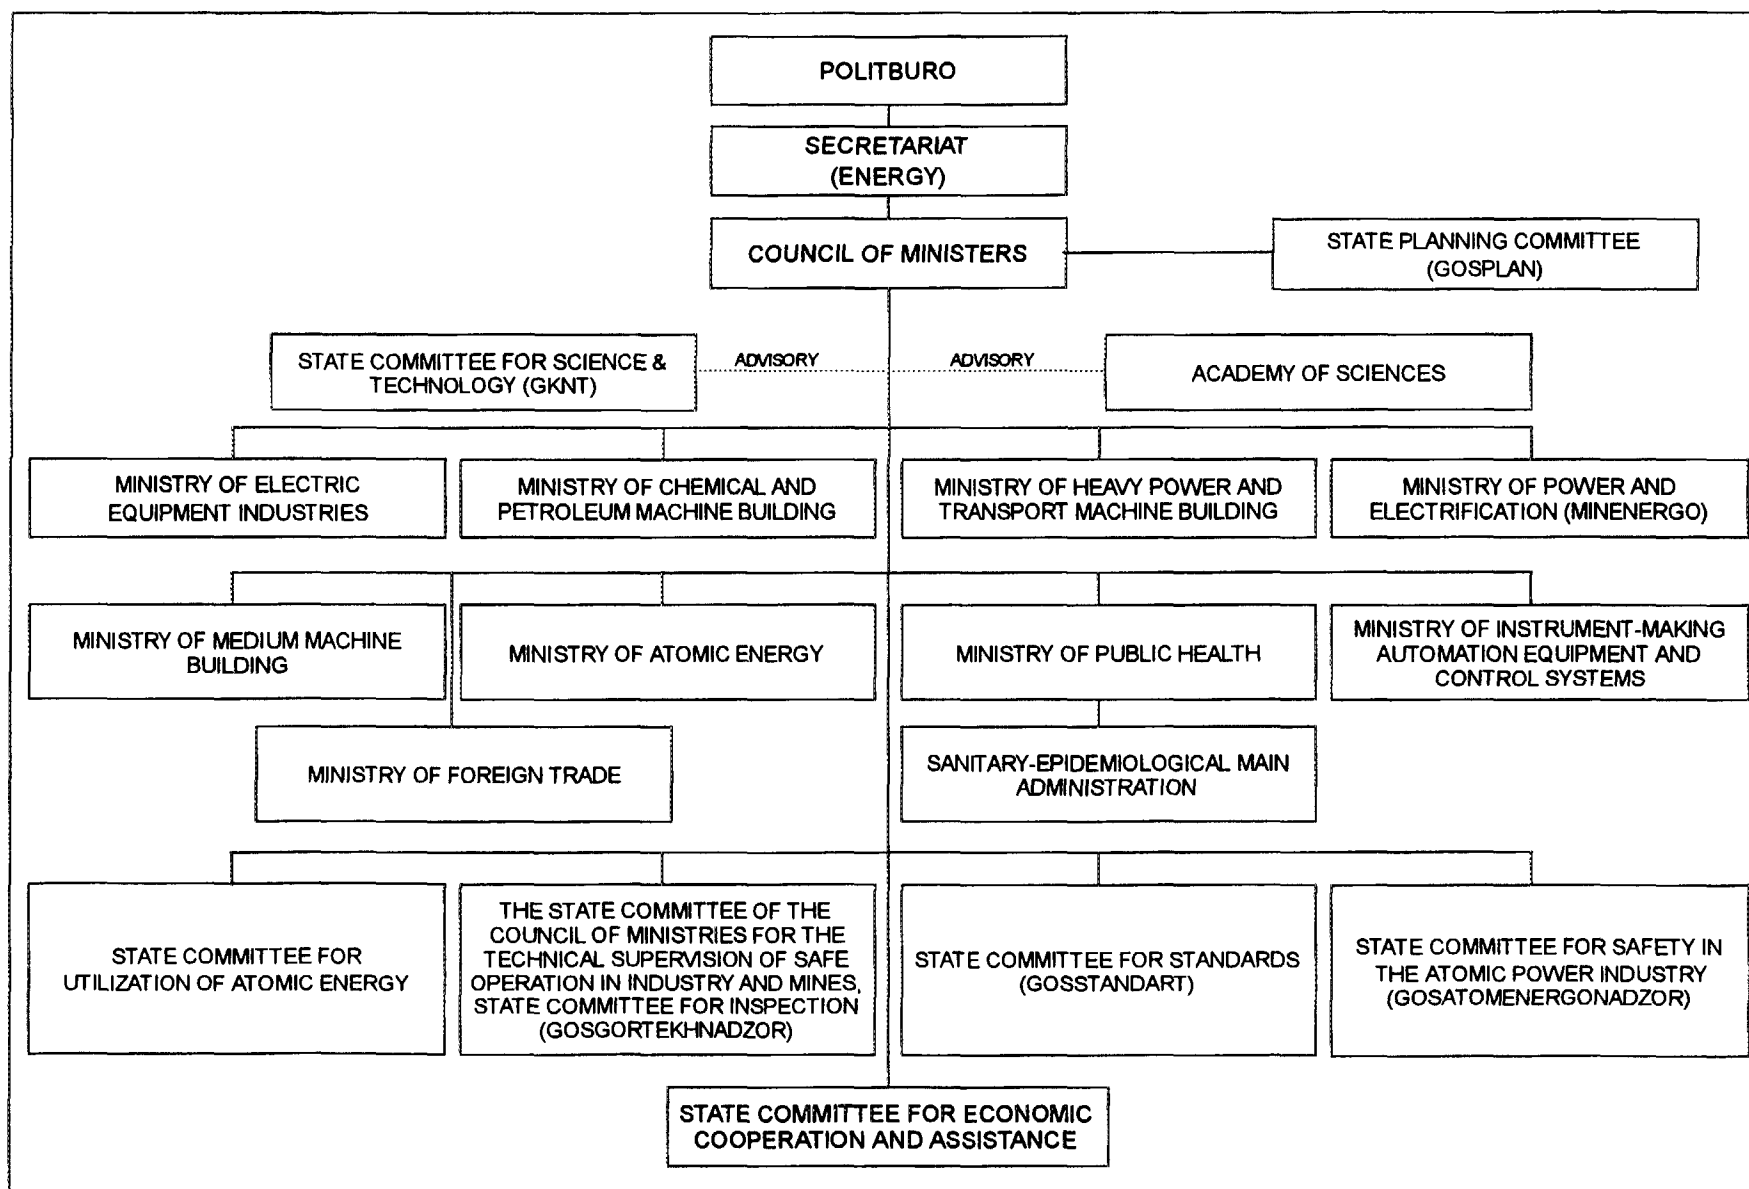 POLITBURO
SECRETARIAT
(ENERGY)
COUNCIL OF MINISTERS
STATE PLANNING COMMITTEE
(GOSPLAN)
STATE COMMITTEE FOR SCIENCE &
TECHNOLOGY (GKNT)
ADVISORY
ADVISORY
ACADEMY OF SCIENCES
MINISTRY OF ELECTRIC
EQUIPMENT INDUSTRIES
MINISTRY OF CHEMICAL AND
PETROLEUM MACHINE BUILDING
MINISTRY OF HEAVY POWER AND
TRANSPORT MACHINE BUILDING
MINISTRY OF POWER AND
ELECTRIFICATION (MINENERGO)
MINISTRY OF MEDIUM MACHINE
BUILDING
MINISTRY OF ATOMIC ENERGY
MINISTRY OF PUBLIC HEALTH
MINISTRY OF INSTRUMENT-MAKING
AUTOMATION EQUIPMENT AND
CONTROL SYSTEMS
MINISTRY OF FOREIGN TRADE
SANITARY-EPIDEMIOLOGICAL MAIN
ADMINISTRATION
STATE COMMITTEE FOR
UTILIZATION OF ATOMIC ENERGY
THE STATE COMMITTEE OF THE
COUNCIL OF MINISTRIES FOR THE
TECHNICAL SUPERVISION OF SAFE
OPERATION IN INDUSTRY AND MINES,
STATE COMMITTEE FOR INSPECTION
(GOSGORTEKHNADZOR)
STATE COMMITTEE FOR STANDARDS
(GOSSTANDART)
STATE COMMITTEE FOR SAFETY IN
THE ATOMIC POWER INDUSTRY
(GOSATOMENERGONADZOR)
STATE COMMITTEE FOR ECONOMIC
COOPERATION AND ASSISTANCE